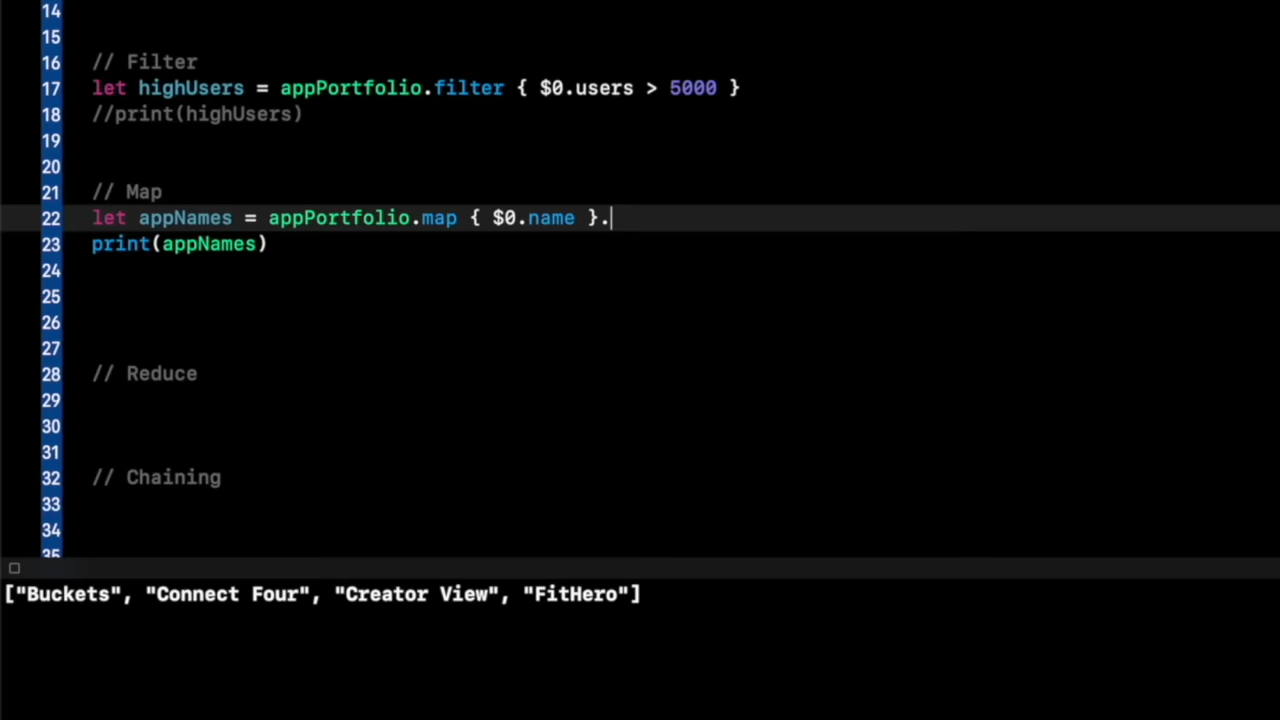 14
15
16 // Filter
17 let highUsers = appPortfolio.filter { $0.users > 5000 }
18 //print(highUsers)
19
20
21 // Map
22 let appNames = appPortfolio.map { $0.name }.
23 print(appNames)
24
25
26
27
28 // Reduce
29
30
31
32 // Chaining
33
34
35
["Buckets", "Connect Four", "Creator View", "FitHero"]